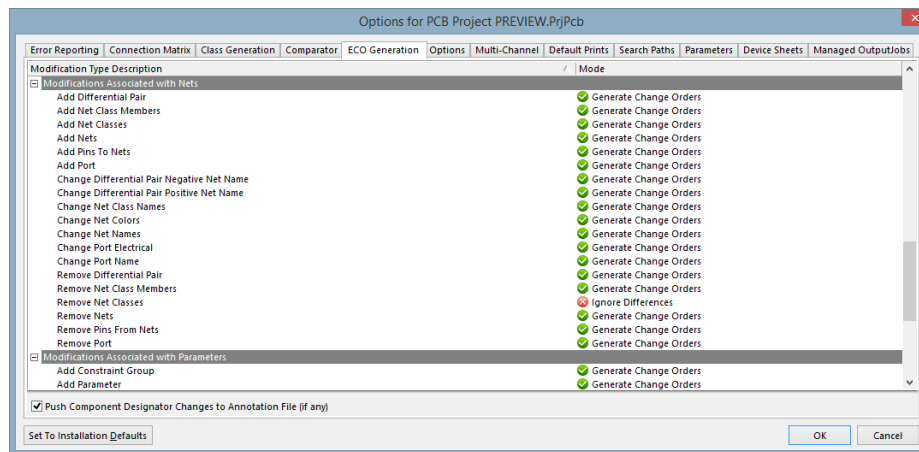 Options for PCB Project PREVIEW.PrjPcb
Error Reporting Connection Matrix Class Generation Comparator ECO Generation Options Multi-Channel Default Prints Search Paths Parameters Device Sheets Managed OutputJobs
Modification Type Description / Mode
Modifications Associated with Nets
Add Differential Pair Generate Change Orders
Add Net Class Members Generate Change Orders
Add Net Classes Generate Change Orders
Add Nets Generate Change Orders
Add Pins To Nets Generate Change Orders
Add Port Generate Change Orders
Change Differential Pair Negative Net Name Generate Change Orders
Change Differential Pair Positive Net Name Generate Change Orders
Change Net Class Names Generate Change Orders
Change Net Colors Generate Change Orders
Change Net Names Generate Change Orders
Change Port Electrical Generate Change Orders
Change Port Name Generate Change Orders
Remove Differential Pair Generate Change Orders
Remove Net Class Members Generate Change Orders
Remove Net Classes Ignore Differences
Remove Nets Generate Change Orders
Remove Pins From Nets Generate Change Orders
Remove Port Generate Change Orders
Modifications Associated with Parameters
Add Constraint Group Generate Change Orders
Add Parameter Generate Change Orders
Push Component Designator Changes to Annotation File (if any)
Set To Installation Defaults OK Cancel